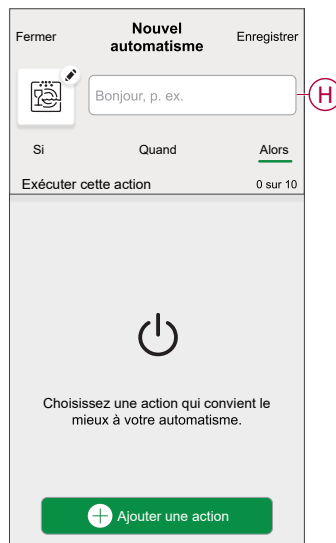 Fermer
Nouvel
automatisme
Enregistrer
Bonjour, p. ex.
H
Si
Quand
Alors
Exécuter cette action
0 sur 10
Choisissez une action qui convient le
mieux à votre automatisme.
Ajouter une action